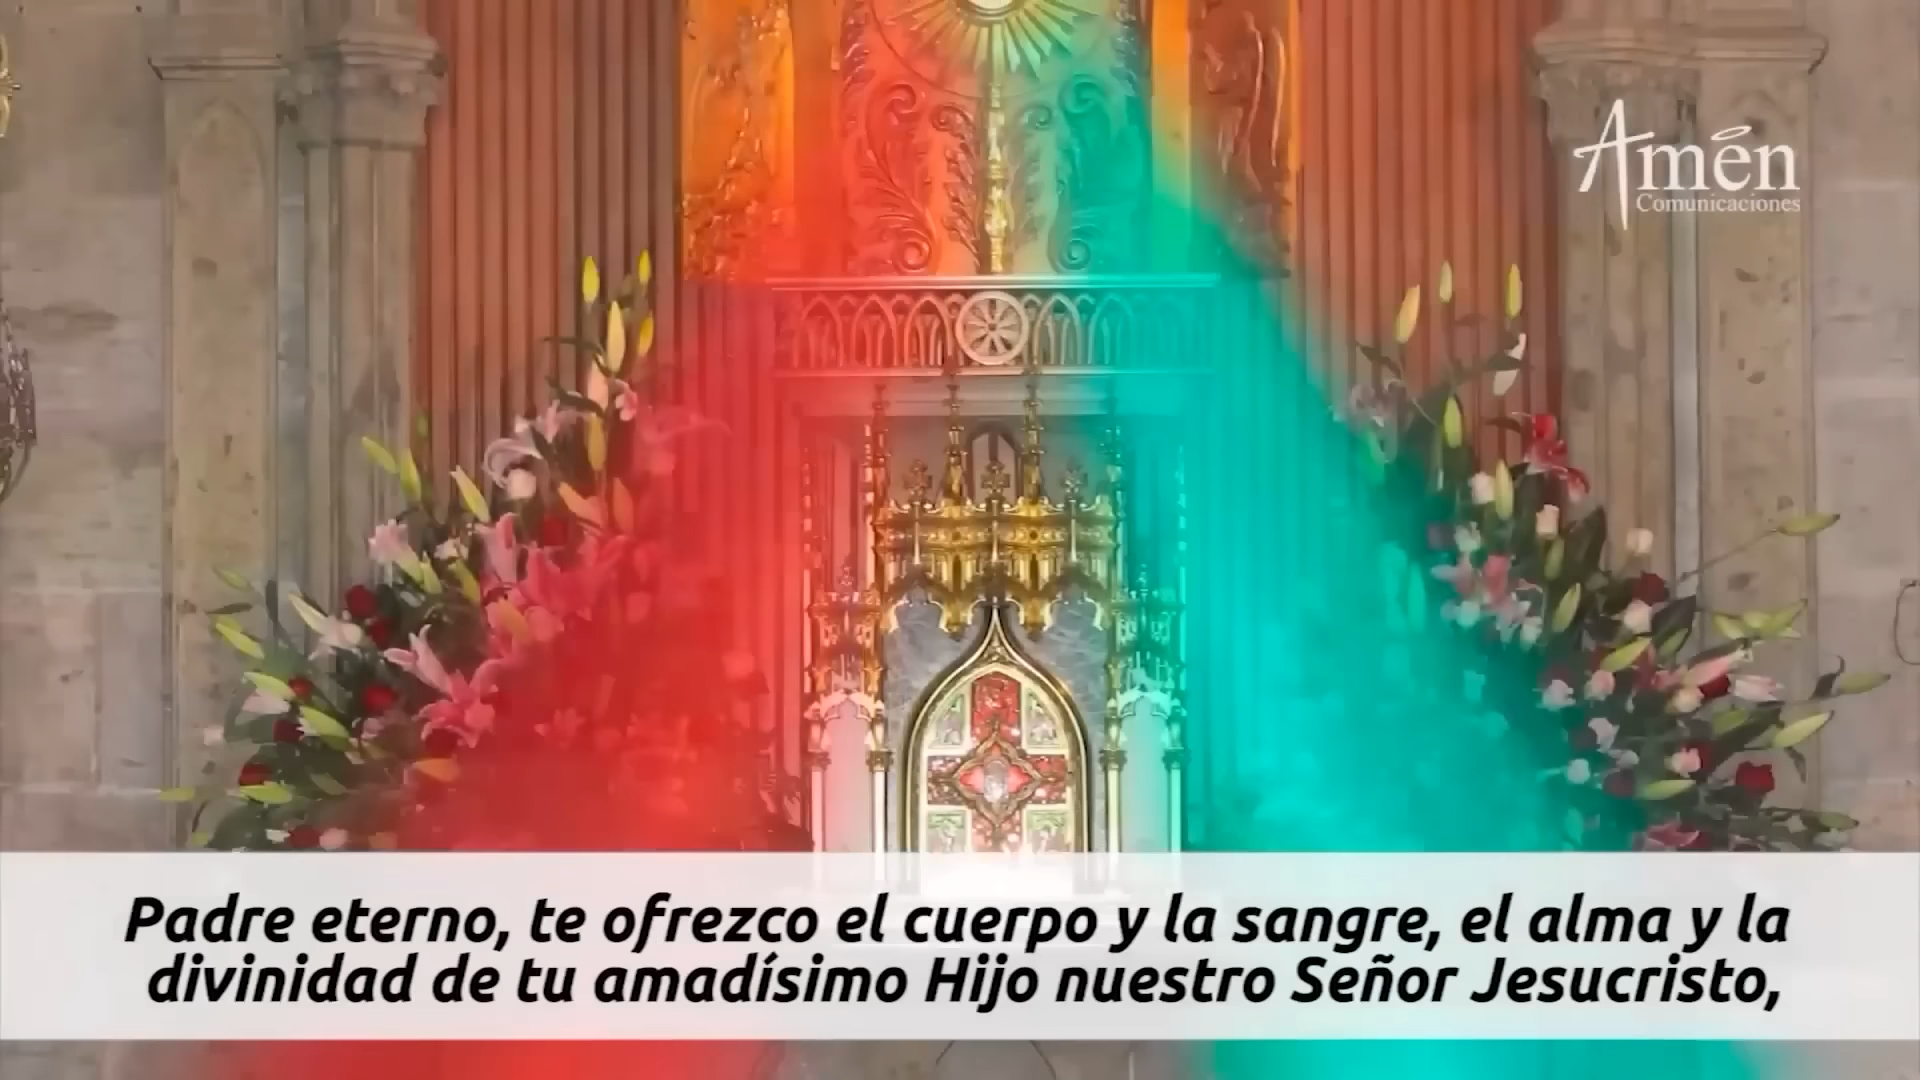 Amén
Comunicaciones
Padre eterno, te ofrezco el cuerpo y la sangre, el alma y la
divinidad de tu amadísimo Hijo nuestro Señor Jesucristo,